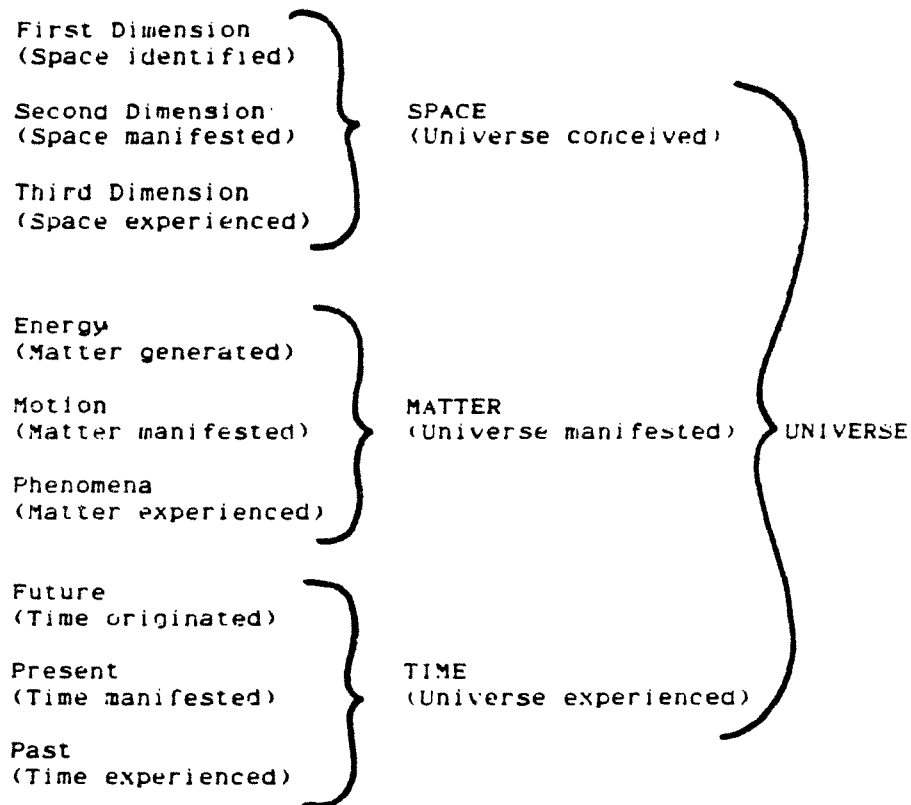 First Dimension
(Space identified)
Second Dimension
(Space manifested)
Third Dimension
(Space experienced)
SPACE
(Universe conceived)
Energy
(Matter generated)
Motion
(Matter manifested)
Phenomena
(Matter experienced)
MATTER
(Universe manifested)
Future
(Time originated)
Present
(Time manifested)
Past
(Time experienced)
TIME
(Universe experienced)
UNIVERSE